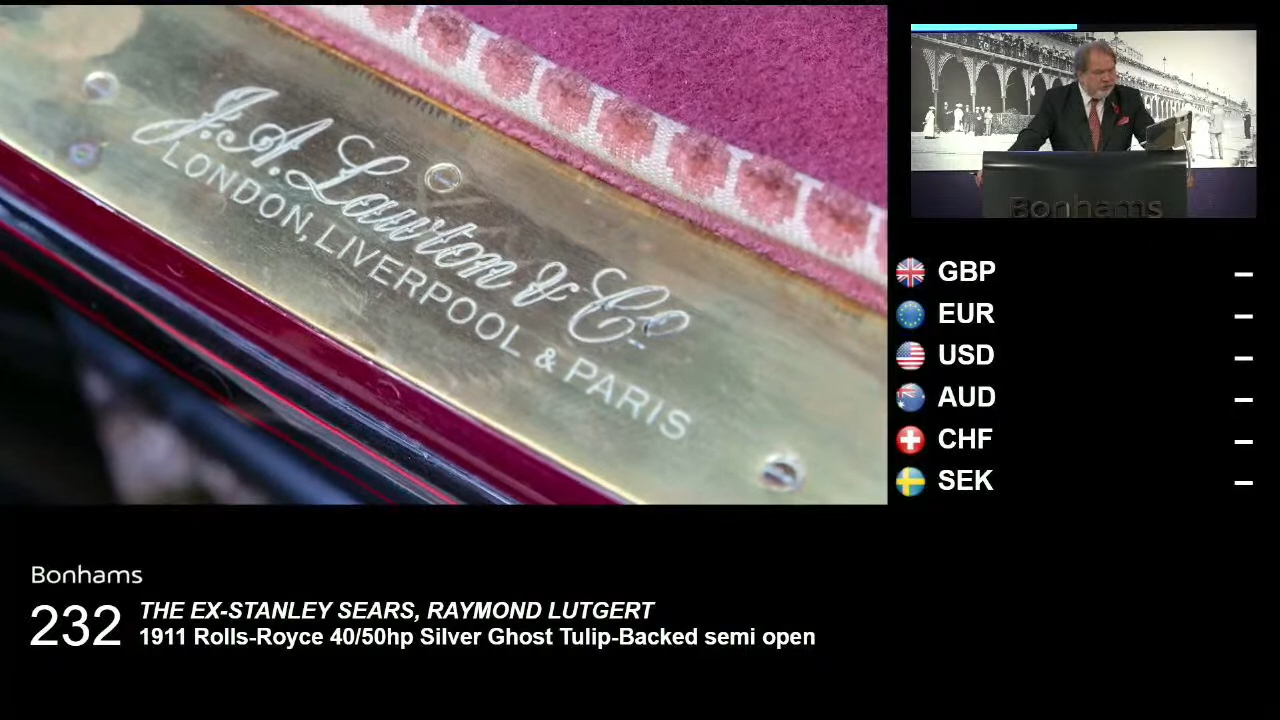 J.A. Lawton & Co.
LONDON, LIVERPOOL & PARIS
Bonhams
GBP –
EUR –
USD –
AUD –
CHF –
SEK –
Bonhams
232
THE EX-STANLEY SEARS, RAYMOND LUTGERT
1911 Rolls-Royce 40/50hp Silver Ghost Tulip-Backed semi open